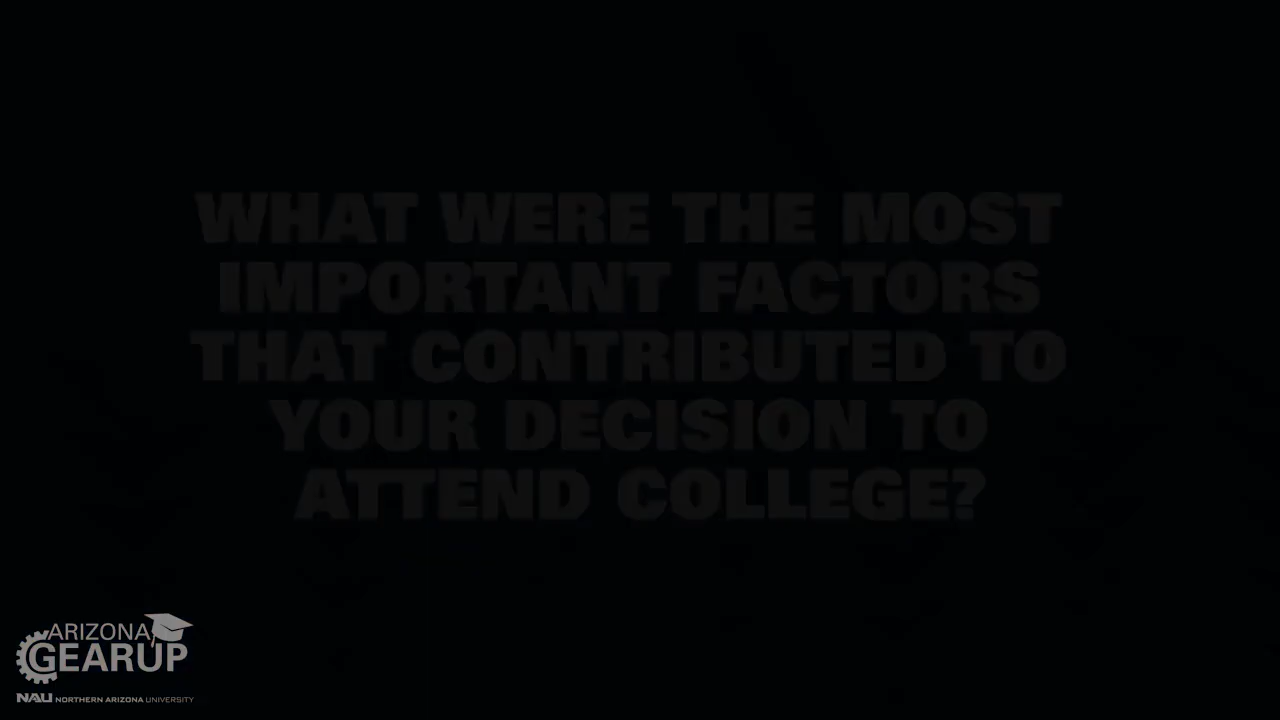 WHAT WERE THE MOST
IMPORTANT FACTORS
THAT CONTRIBUTED TO
YOUR DECISION TO
ATTEND COLLEGE?
ARIZONA
GEARUP
NAU NORTHERN ARIZONA UNIVERSITY